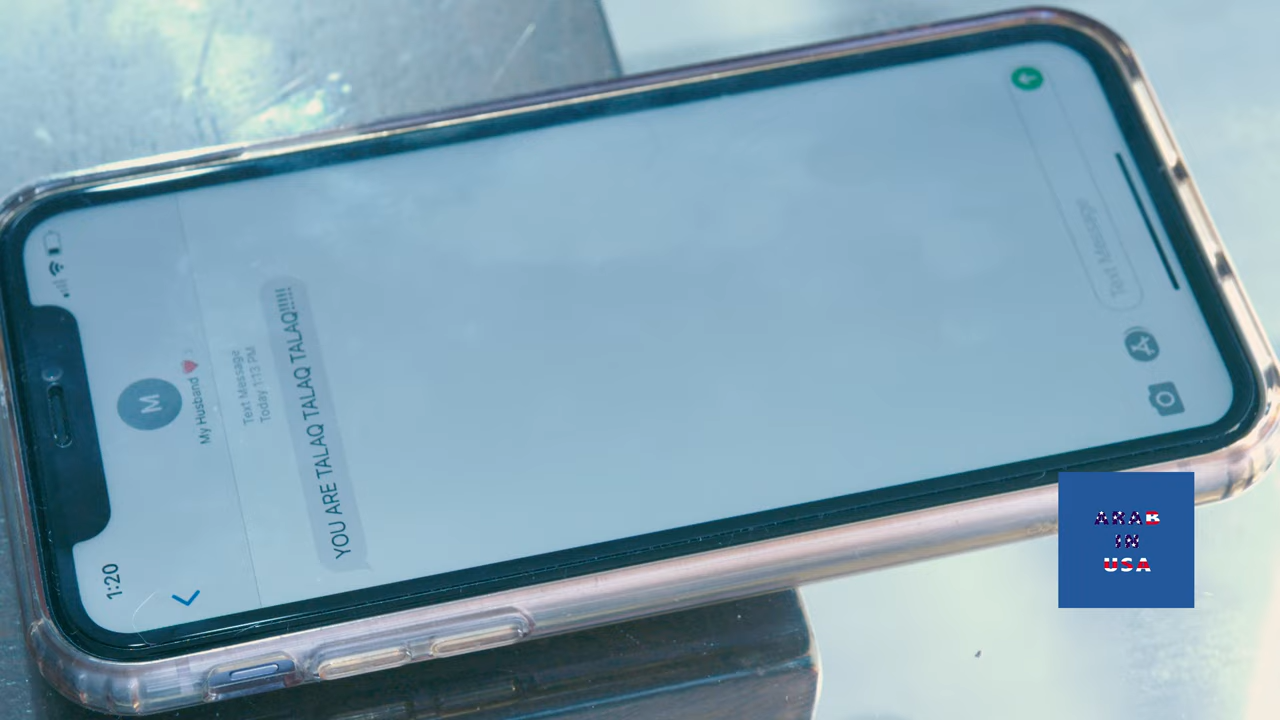 1:20
M
My Husband ❤️
Text Message
Today 1:13 PM
YOU ARE TALAQ TALAQ TALAQ!!!!!
Text Message
ARAB
IN
USA